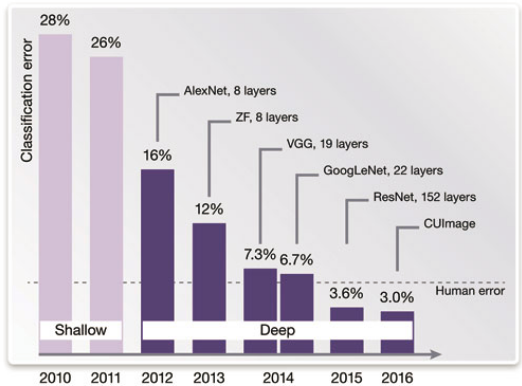 28%
26%
Classification error
AlexNet, 8 layers
ZF, 8 layers
16%
VGG, 19 layers
GoogLeNet, 22 layers
12%
ResNet, 152 layers
CUImage
7.3%
6.7%
Human error
3.6%
3.0%
Shallow
Deep
2010
2011
2012
2013
2014
2015
2016